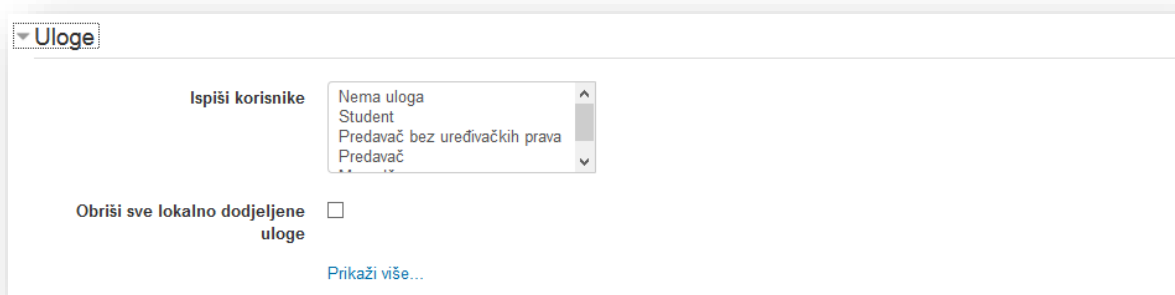 Uloge
Ispiši korisnike
Nema uloga
Student
Predavač bez uređivačkih prava
Predavač
Obriši sve lokalno dodjeljene
uloge
Prikaži više...